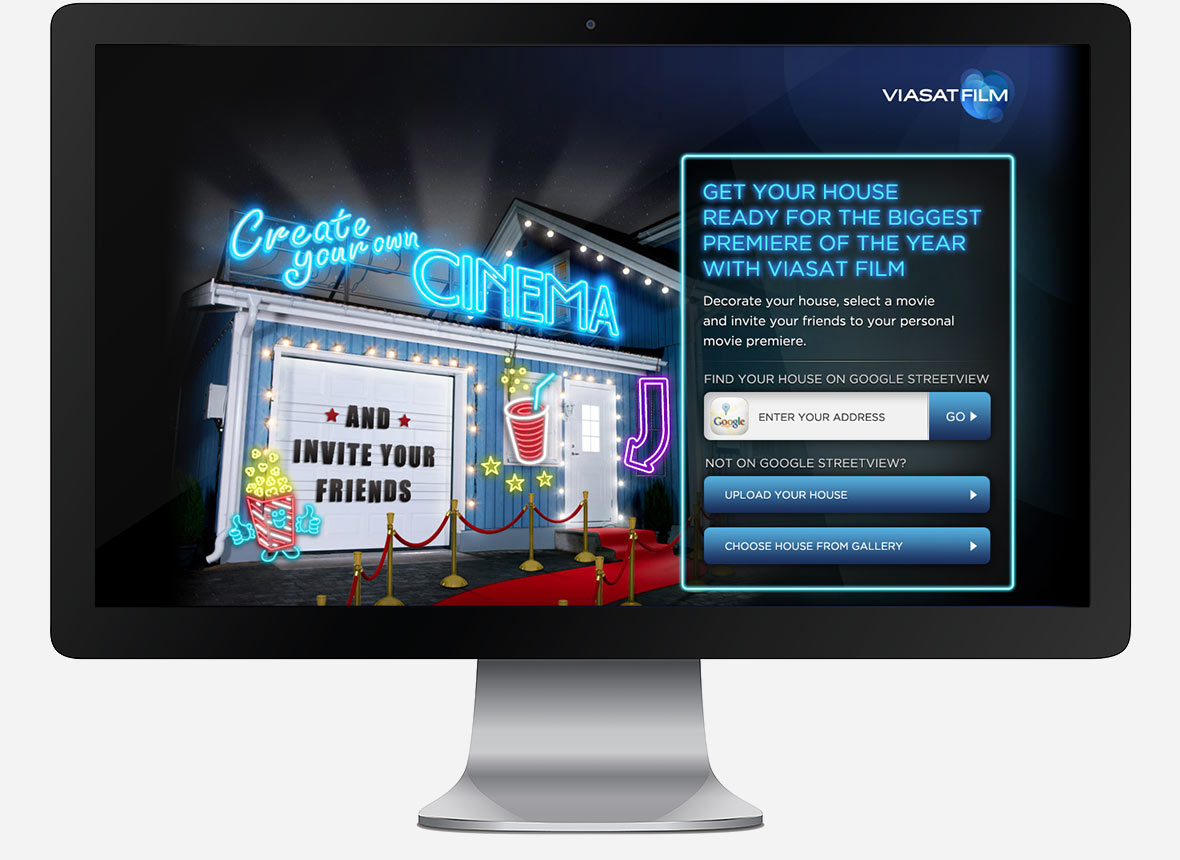 VIASAT FILM
Create
your own
CINEMA
AND
INVITE YOUR
FRIENDS
GET YOUR HOUSE
READY FOR THE BIGGEST
PREMIERE OF THE YEAR
WITH VIASAT FILM
Decorate your house, select a movie
and invite your friends to your personal
movie premiere.
FIND YOUR HOUSE ON GOOGLE STREETVIEW
Google
ENTER YOUR ADDRESS
GO
NOT ON GOOGLE STREETVIEW?
UPLOAD YOUR HOUSE
CHOOSE HOUSE FROM GALLERY